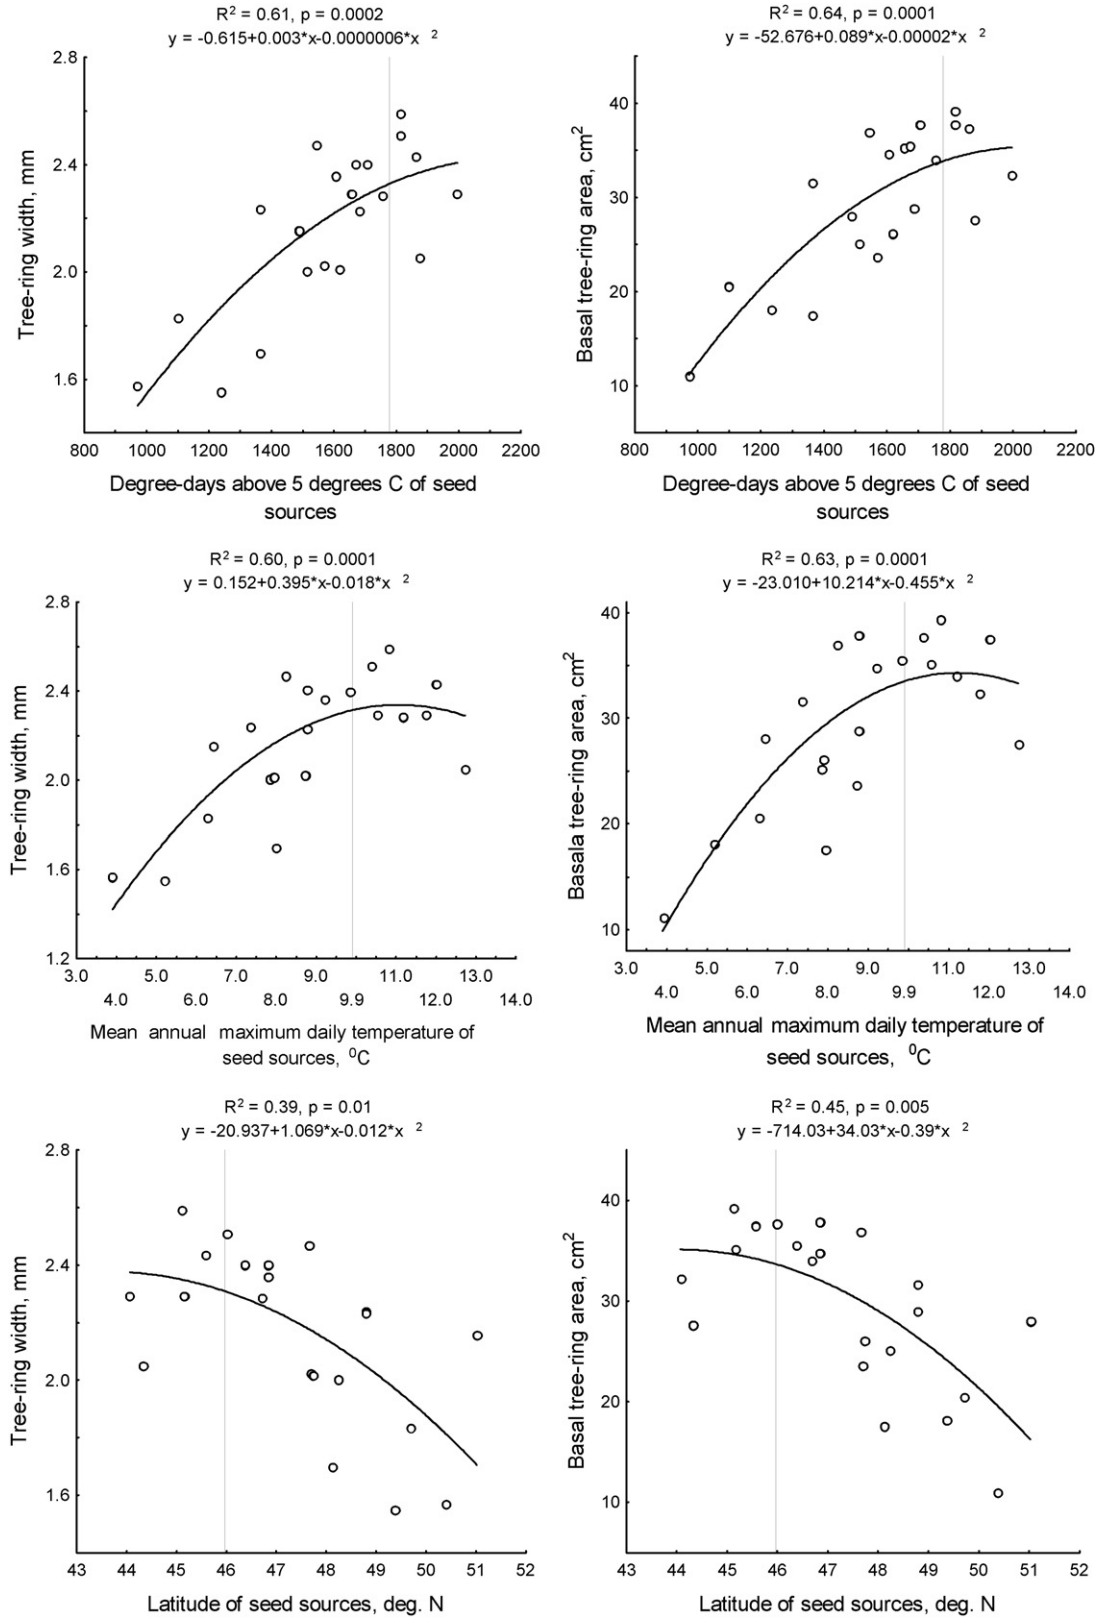 R² = 0.61, p = 0.0002
y = -0.615+0.003*x-0.0000006*x ²
2.8
2.4
2.0
1.6
Tree-ring width, mm
800 1000 1200 1400 1600 1800 2000 2200
Degree-days above 5 degrees C of seed
sources
R² = 0.64, p = 0.0001
y = -52.676+0.089*x-0.00002*x ²
40
30
20
10
Basal tree-ring area, cm²
800 1000 1200 1400 1600 1800 2000 2200
Degree-days above 5 degrees C of seed
sources
R² = 0.60, p = 0.0001
y = 0.152+0.395*x-0.018*x ²
2.8
2.4
2.0
1.6
1.2
Tree-ring width, mm
3.0 5.0 7.0 9.0 11.0 13.0
4.0 6.0 8.0 9.9 12.0 14.0
Mean annual maximum daily temperature of
seed sources, ⁰C
R² = 0.63, p = 0.0001
y = -23.010+10.214*x-0.455*x ²
40
30
20
10
Basala tree-ring area, cm²
3.0 5.0 7.0 9.0 11.0 13.0
4.0 6.0 8.0 9.9 12.0 14.0
Mean annual maximum daily temperature of
seed sources, ⁰C
R² = 0.39, p = 0.01
y = -20.937+1.069*x-0.012*x ²
2.8
2.4
2.0
1.6
Tree-ring width, mm
43 44 45 46 47 48 49 50 51 52
Latitude of seed sources, deg. N
R² = 0.45, p = 0.005
y = -714.03+34.03*x-0.39*x ²
40
30
20
10
Basal tree-ring area, cm²
43 44 45 46 47 48 49 50 51 52
Latitude of seed sources, deg. N